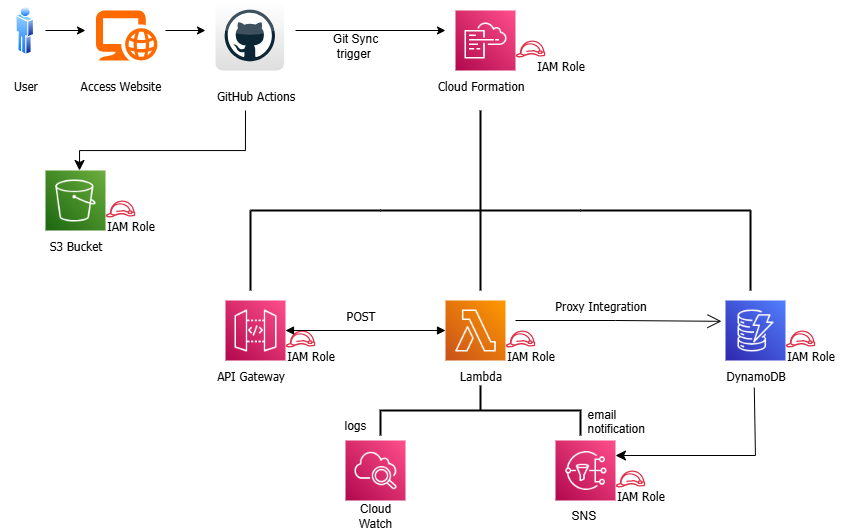 Git Sync
trigger
IAM Role
User
Access Website
GitHub Actions
Cloud Formation
IAM Role
S3 Bucket
POST
Proxy Integration
IAM Role
IAM Role
IAM Role
API Gateway
Lambda
DynamoDB
logs
email
notification
IAM Role
Cloud
Watch
SNS